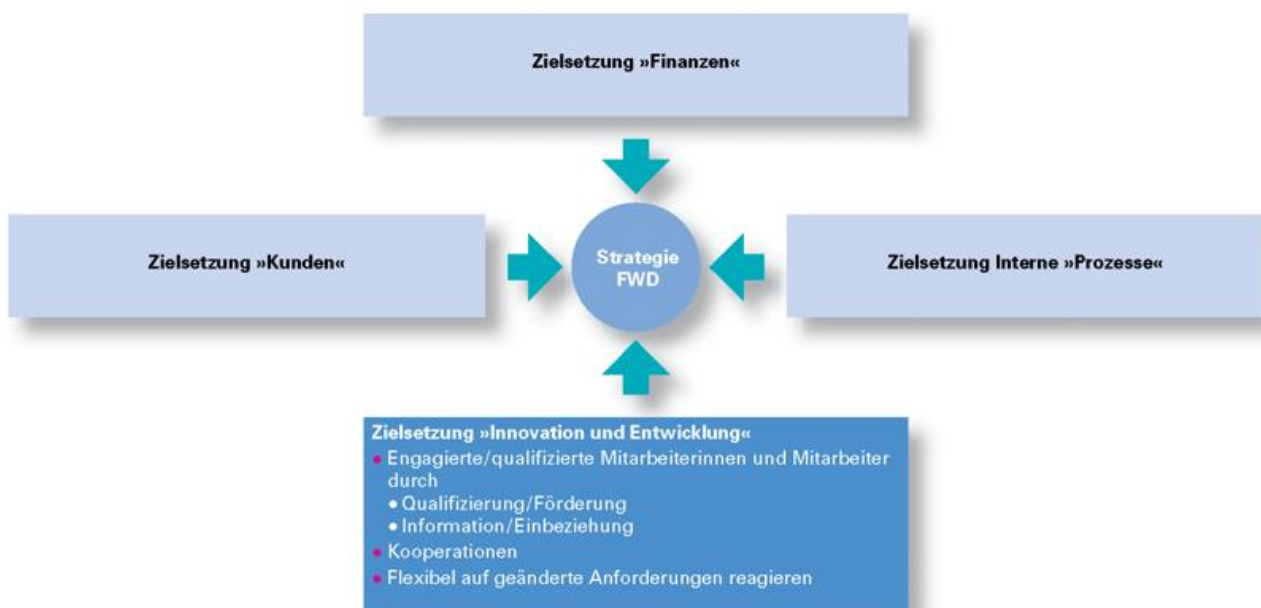 Zielsetzung »Finanzen«
Zielsetzung »Kunden«
Strategie
FWD
Zielsetzung Interne »Prozesse«
Zielsetzung »Innovation und Entwicklung«
● Engagierte/qualifizierte Mitarbeiterinnen und Mitarbeiter
durch
● Qualifizierung/Förderung
● Information/Einbeziehung
● Kooperationen
● Flexibel auf geänderte Anforderungen reagieren